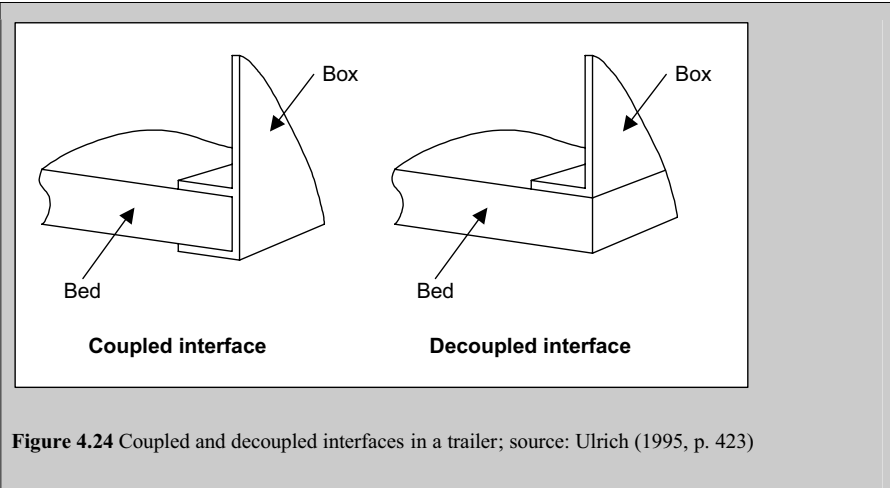 Box
Bed
Coupled interface
Box
Bed
Decoupled interface
Figure 4.24 Coupled and decoupled interfaces in a trailer; source: Ulrich (1995, p. 423)